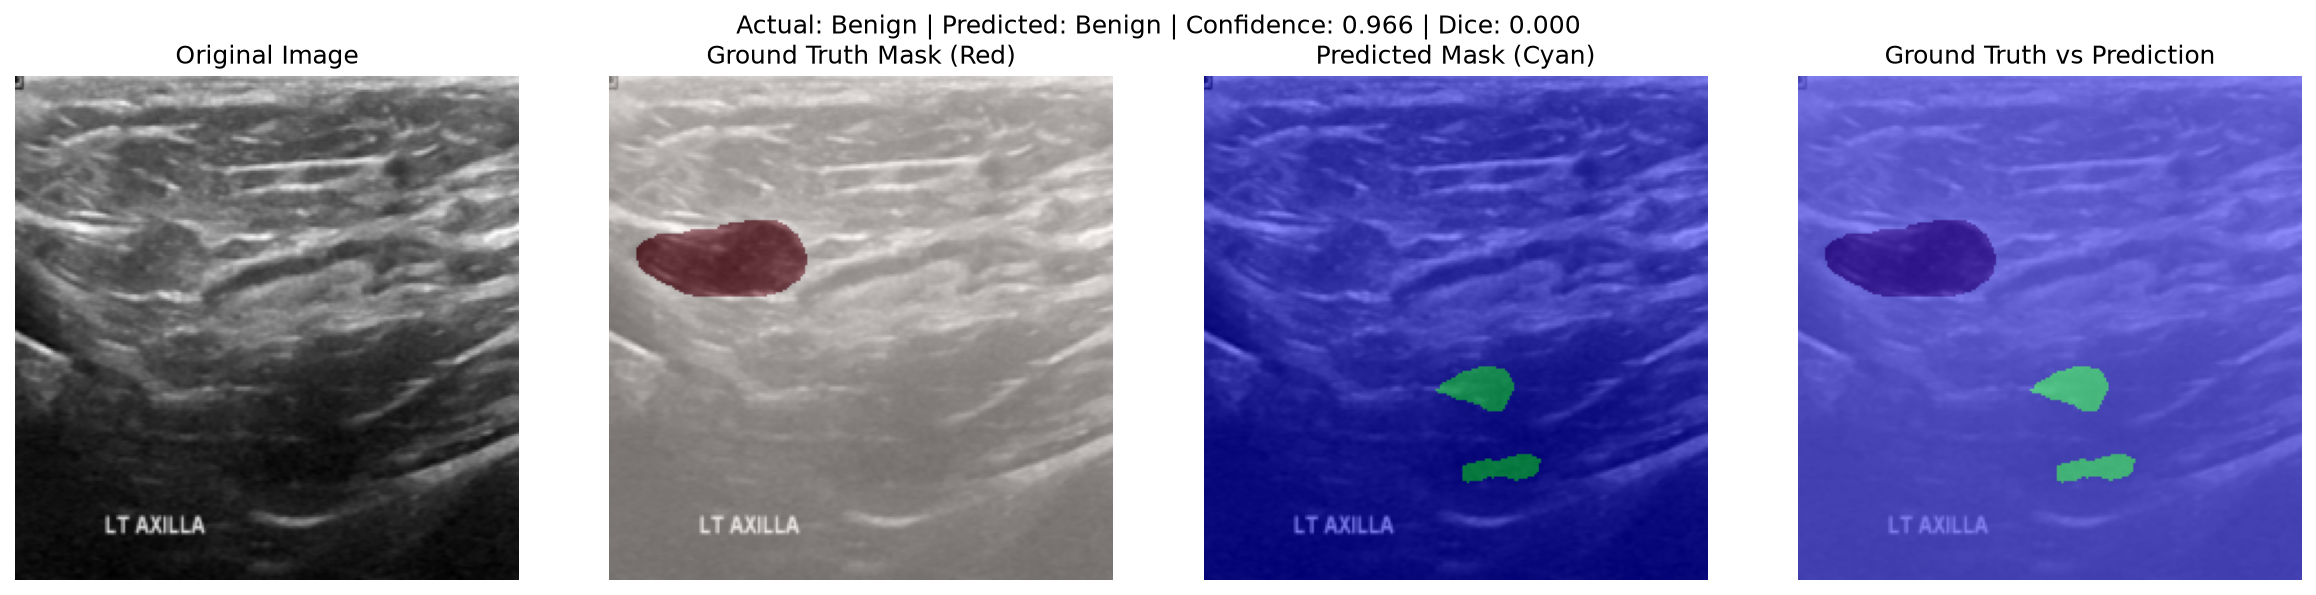 Actual: Benign | Predicted: Benign | Confidence: 0.966 | Dice: 0.000
Original Image
Ground Truth Mask (Red)
Predicted Mask (Cyan)
Ground Truth vs Prediction
LT AXILLA
LT AXILLA
LT AXILLA
LT AXILLA